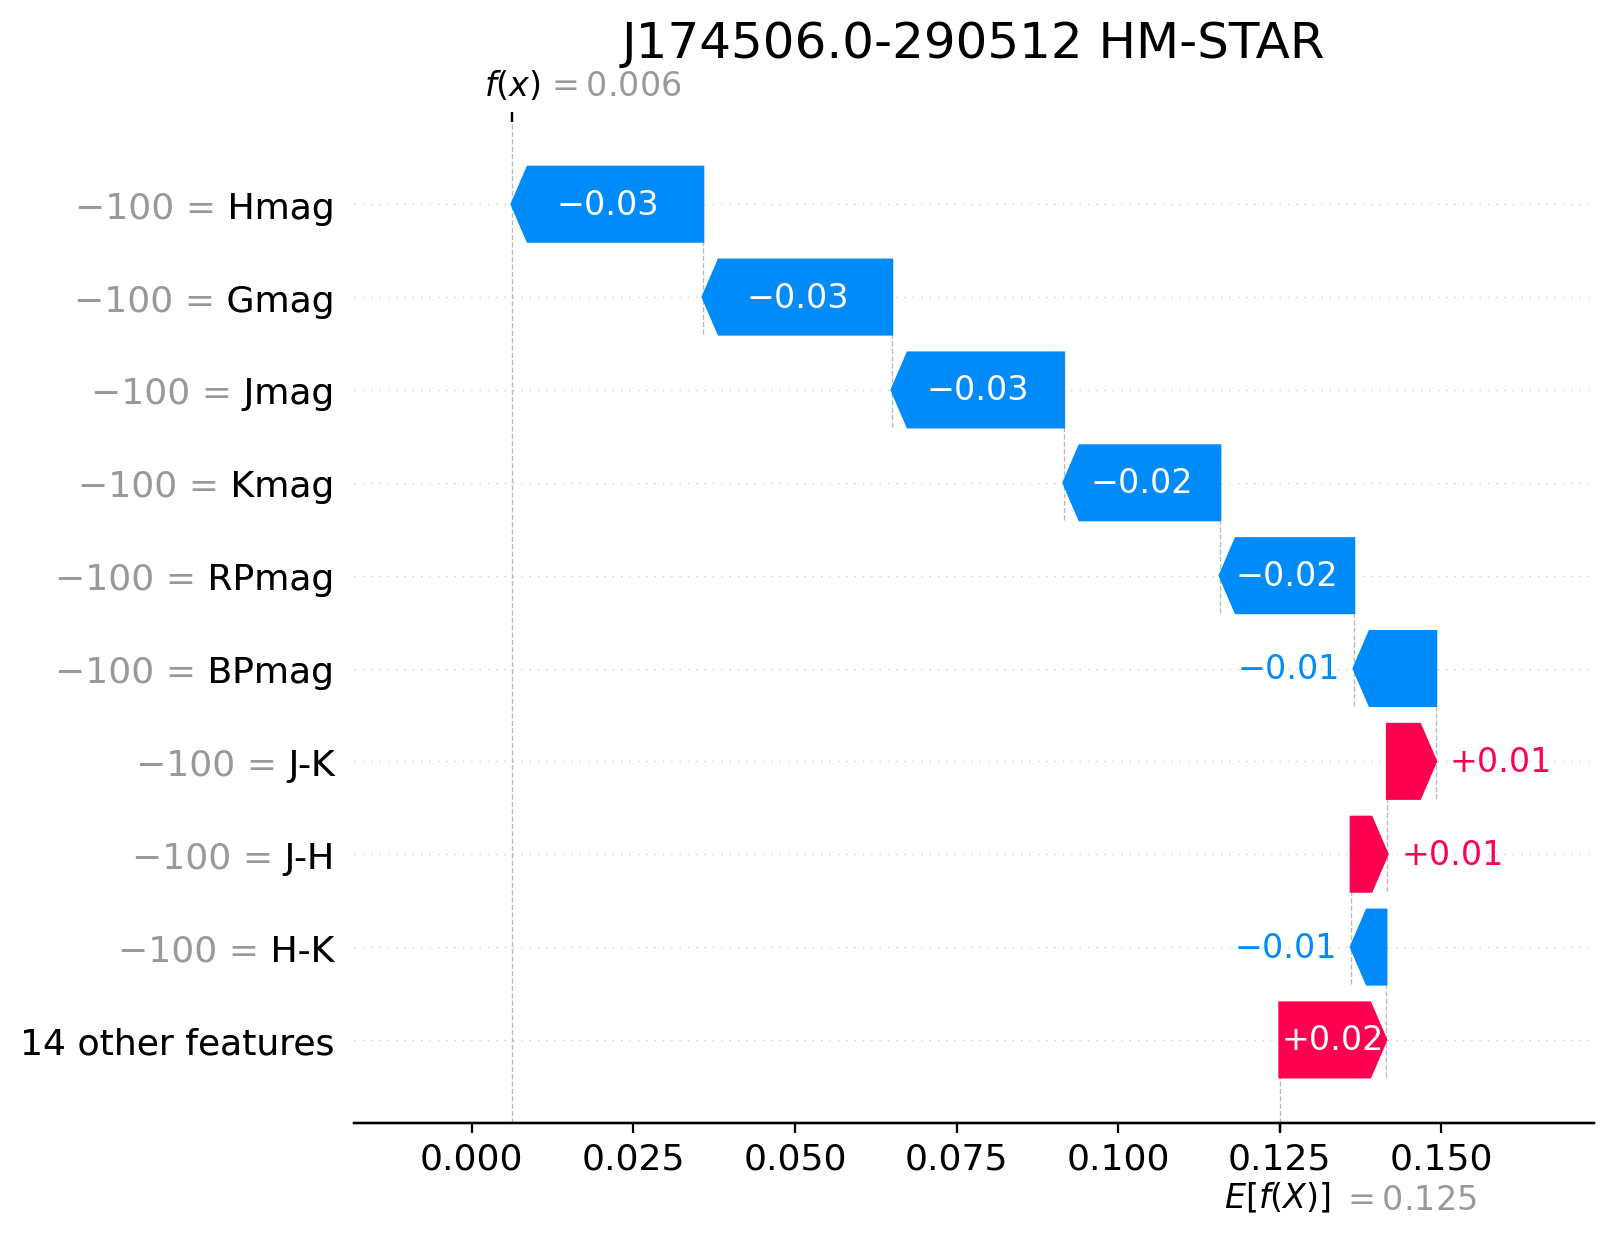 J174506.0-290512 HM-STAR
f(x) = 0.006
−100 = Hmag −0.03
−100 = Gmag −0.03
−100 = Jmag −0.03
−100 = Kmag −0.02
−100 = RPmag −0.02
−100 = BPmag −0.01
−100 = J-K +0.01
−100 = J-H +0.01
−100 = H-K −0.01
14 other features +0.02
0.000 0.025 0.050 0.075 0.100 0.125 0.150
E[f(X)] = 0.125